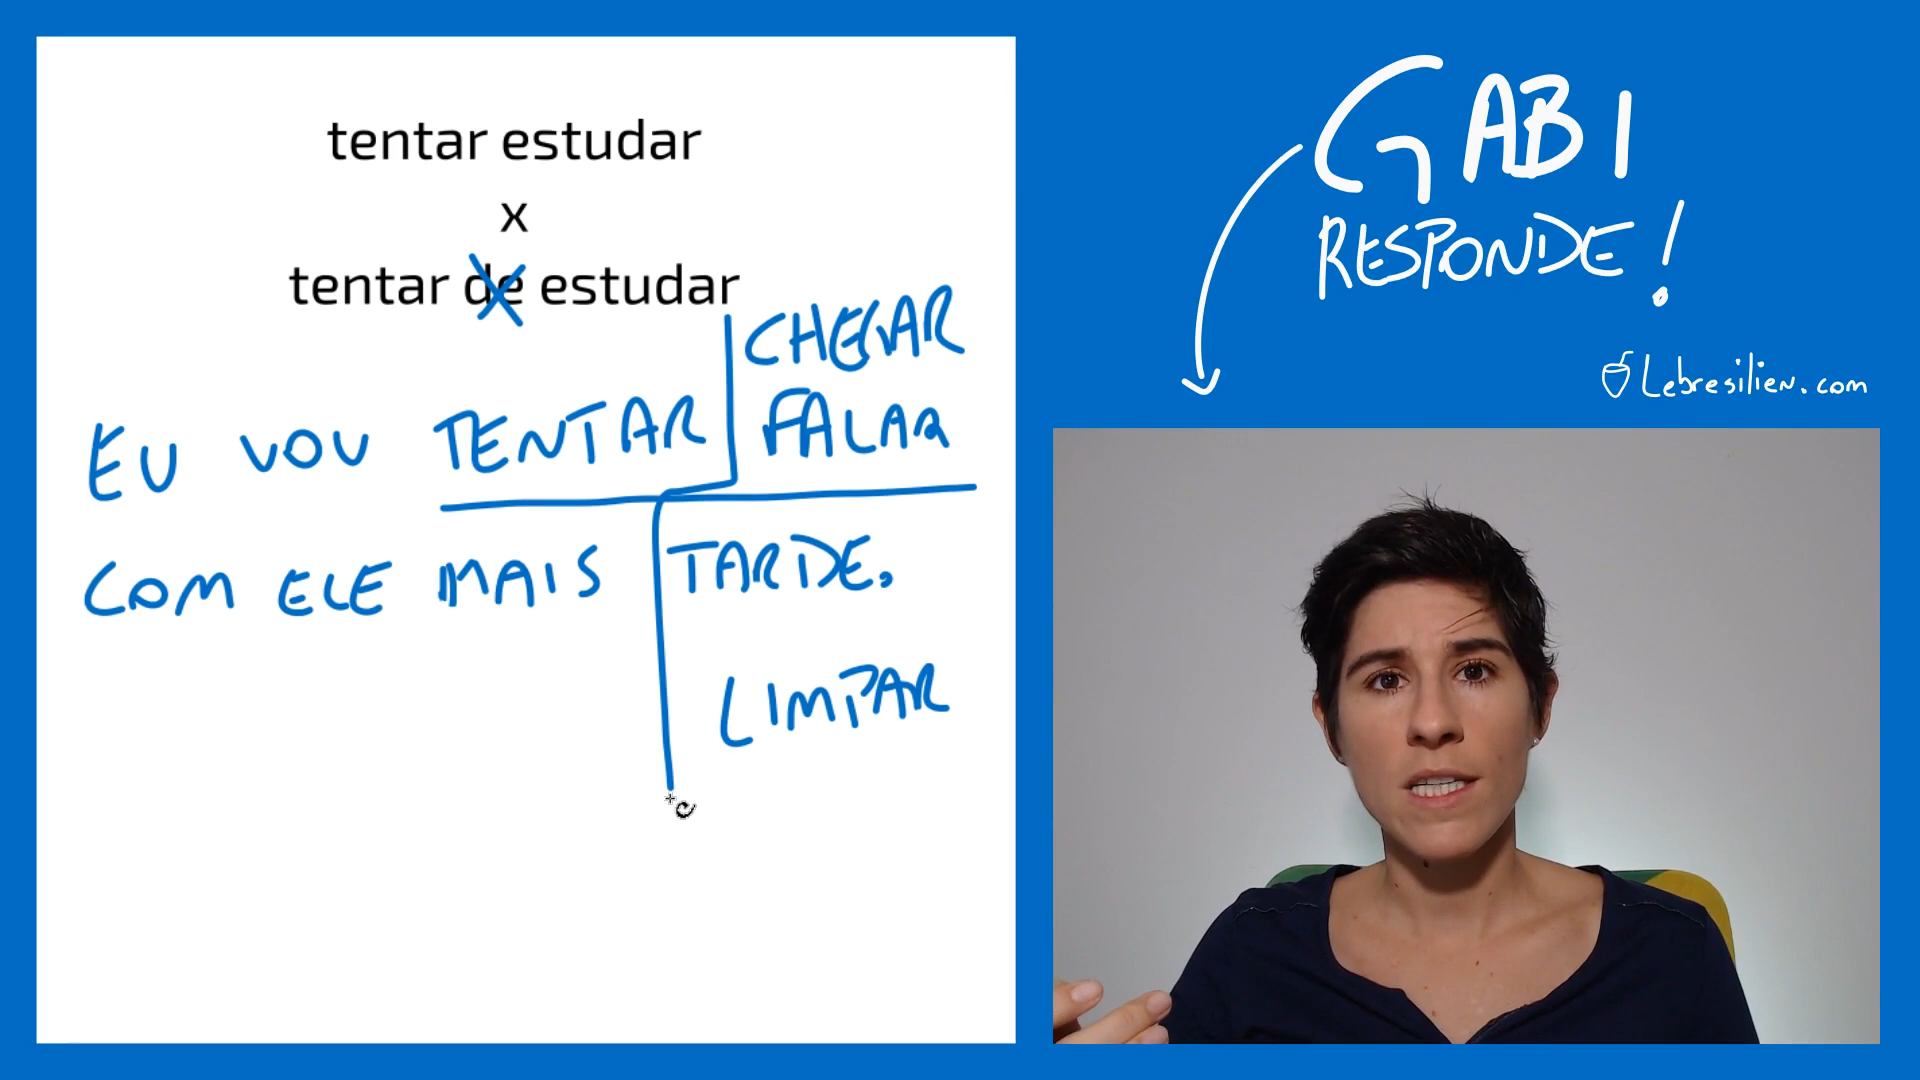 tentar estudar
x
tentar de estudar
CHEGAR
EU VOU TENTAR FALAR
COM ELE MAIS TARDE.
LIMPAR
GABI
RESPONDE!
Lebresilien.com